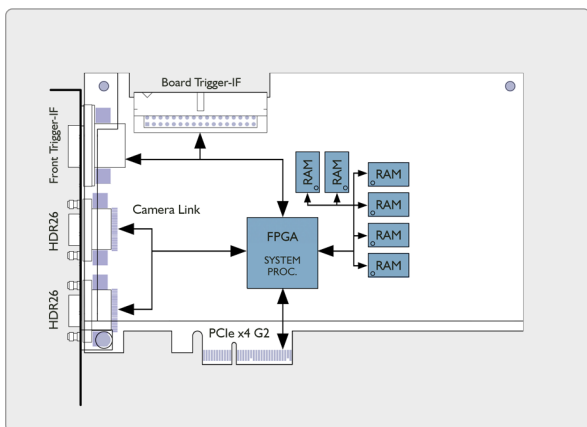 Board Trigger-IF
Front Trigger-IF
RAM
RAM
RAM
RAM
RAM
RAM
Camera Link
HDR26
FPGA
SYSTEM
PROC.
HDR26
PCIe x4 G2